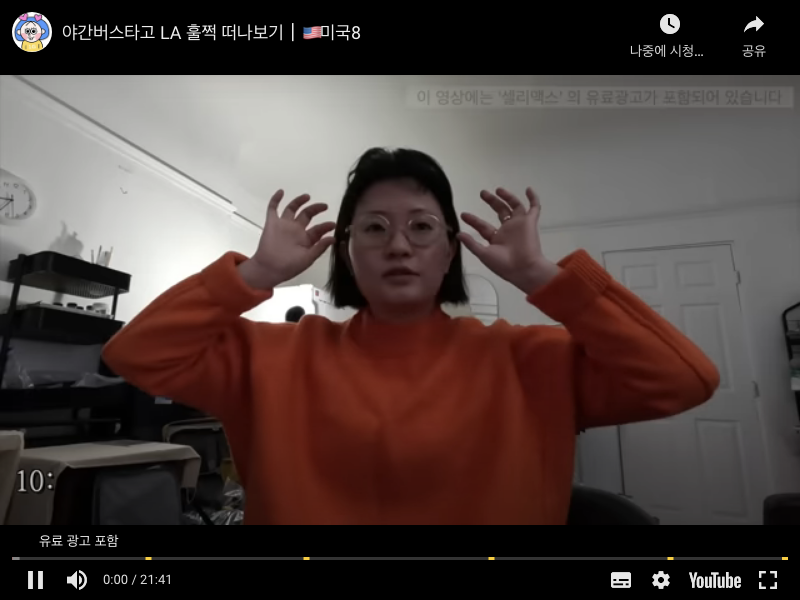 야간버스타고 LA 훌쩍 떠나보기 | 🇺🇸미국8
나중에 시청...
공유
이 영상에는 '셀리맥스' 의 유료광고가 포함되어 있습니다
10:
유료 광고 포함
0:00 / 21:41
YouTube